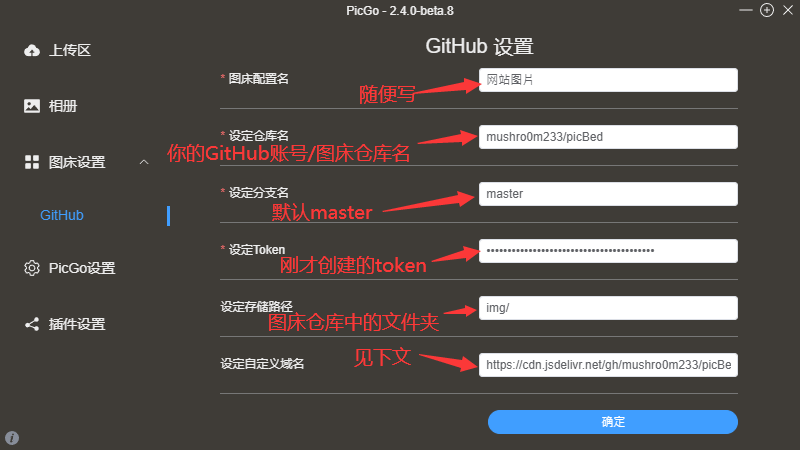 PicGo - 2.4.0-beta.8
上传区
相册
图床设置
GitHub
PicGo设置
插件设置
GitHub 设置
* 图床配置名
网站图片
随便写
* 设定仓库名
mushro0m233/picBed
你的GitHub账号/图床仓库名
* 设定分支名
master
默认master
* 设定Token
刚才创建的token
设定存储路径
img/
图床仓库中的文件夹
设定自定义域名
https://cdn.jsdelivr.net/gh/mushro0m233/picBe
见下文
确定